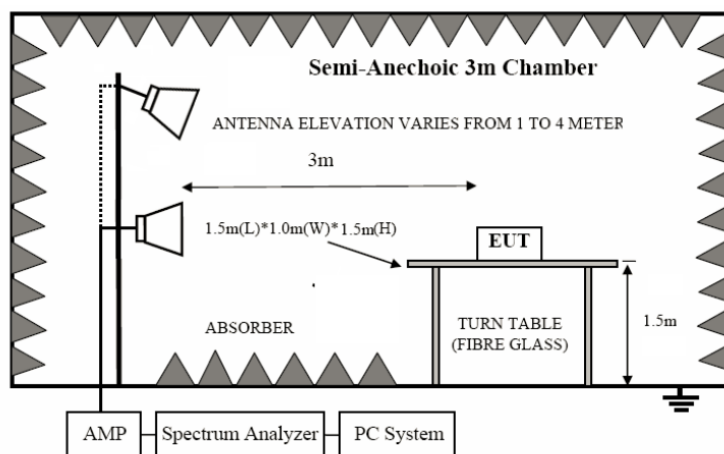 Semi-Anechoic 3m Chamber
ANTENNA ELEVATION VARIES FROM 1 TO 4 METER
3m
1.5m(L)*1.0m(W)*1.5m(H)
EUT
ABSORBER
TURN TABLE
(FIBRE GLASS)
1.5m
AMP
Spectrum Analyzer
PC System